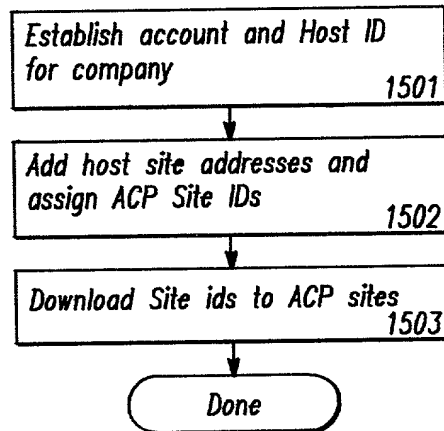 Establish account and Host ID
for company
1501
Add host site addresses and
assign ACP Site IDs
1502
Download Site ids to ACP sites
1503
Done